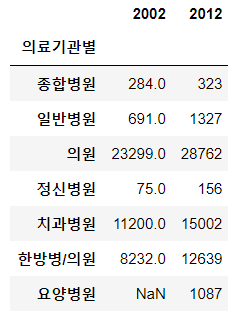 2002 2012
의료기관별
종합병원 284.0 323
일반병원 691.0 1327
의원 23299.0 28762
정신병원 75.0 156
치과병원 11200.0 15002
한방병/의원 8232.0 12639
요양병원 NaN 1087